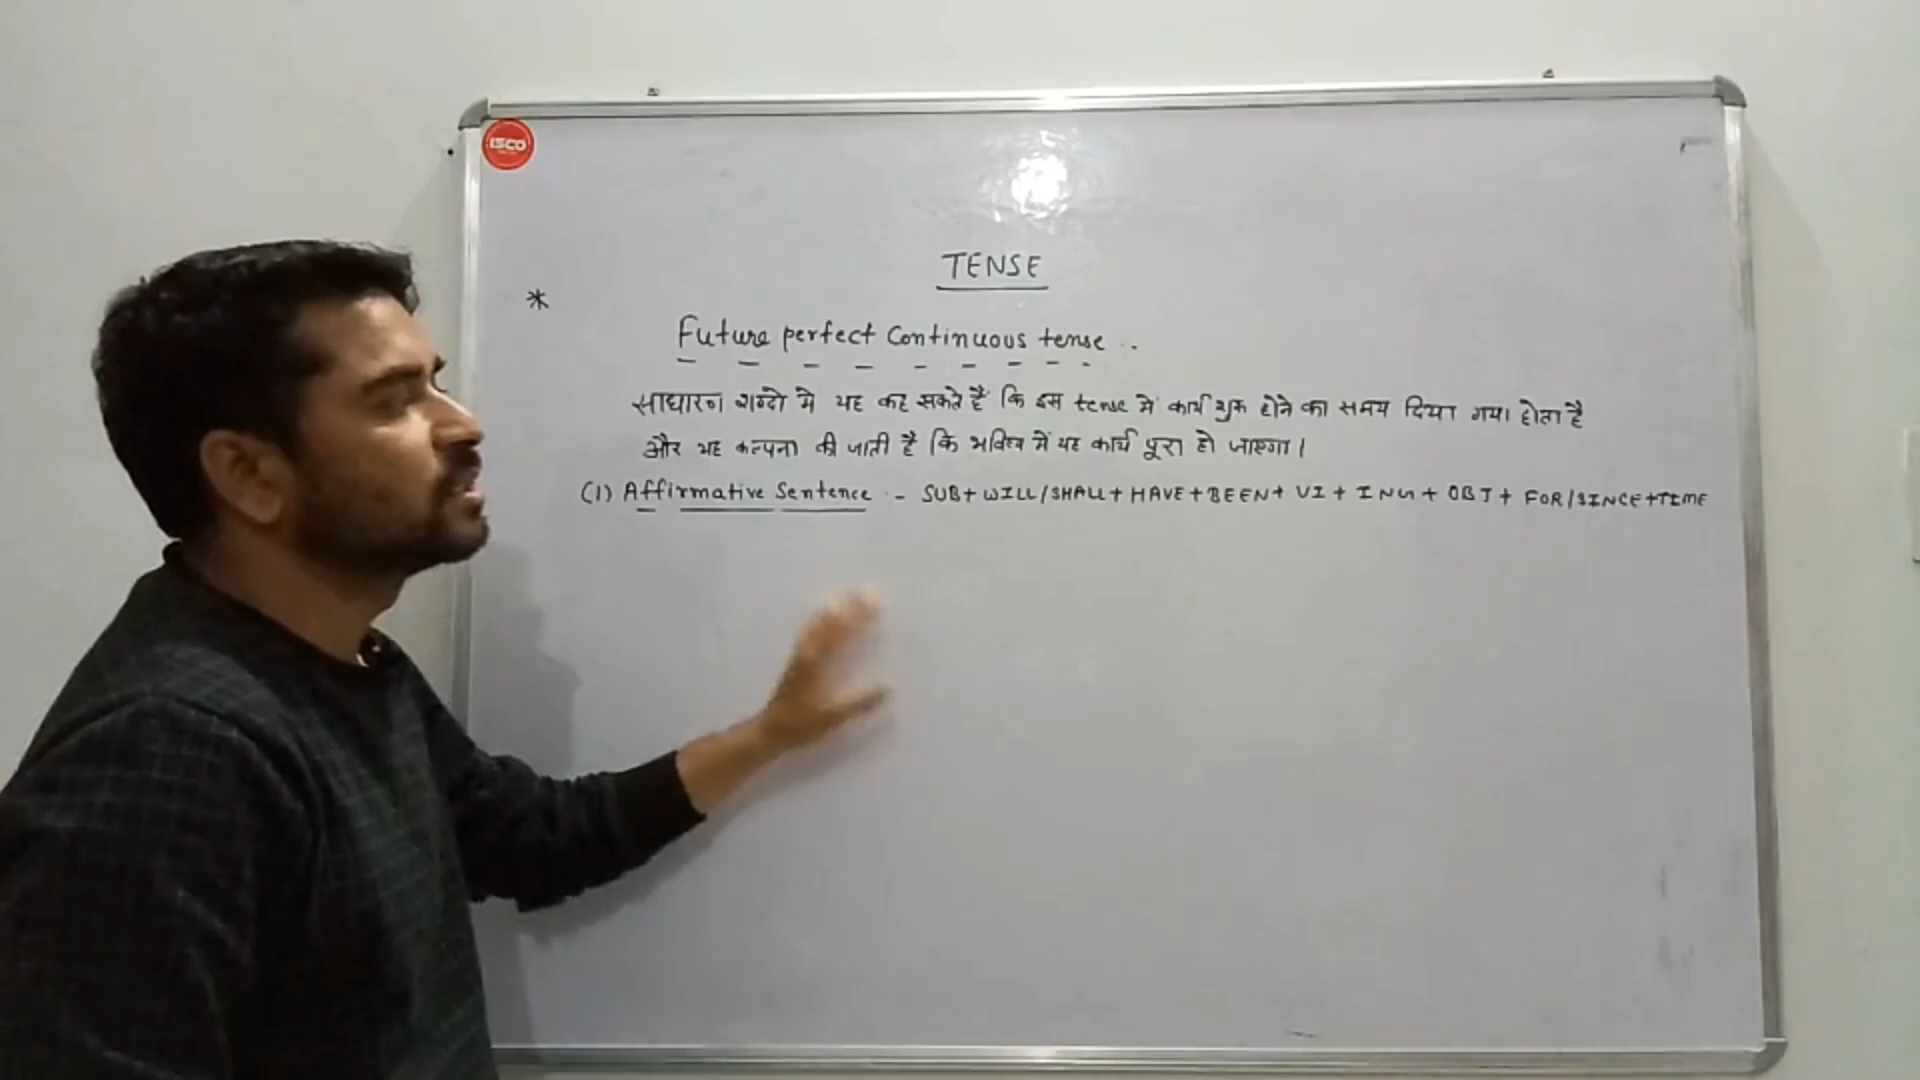 ISCO
TENSE
*
Future perfect Continuous tense :-
साधारण शब्दो मे यह कह सकते हैं कि इस tense में कार्य शुरू होने का समय दिया गया होता है
और यह कल्पना की जाती है कि भविष्य में यह कार्य पूरा हो जाएगा।
(1) Affirmative Sentence :- SUB+ WILL/SHALL+ HAVE+BEEN+ VI + ING + OBJ + FOR/SINCE+TIME